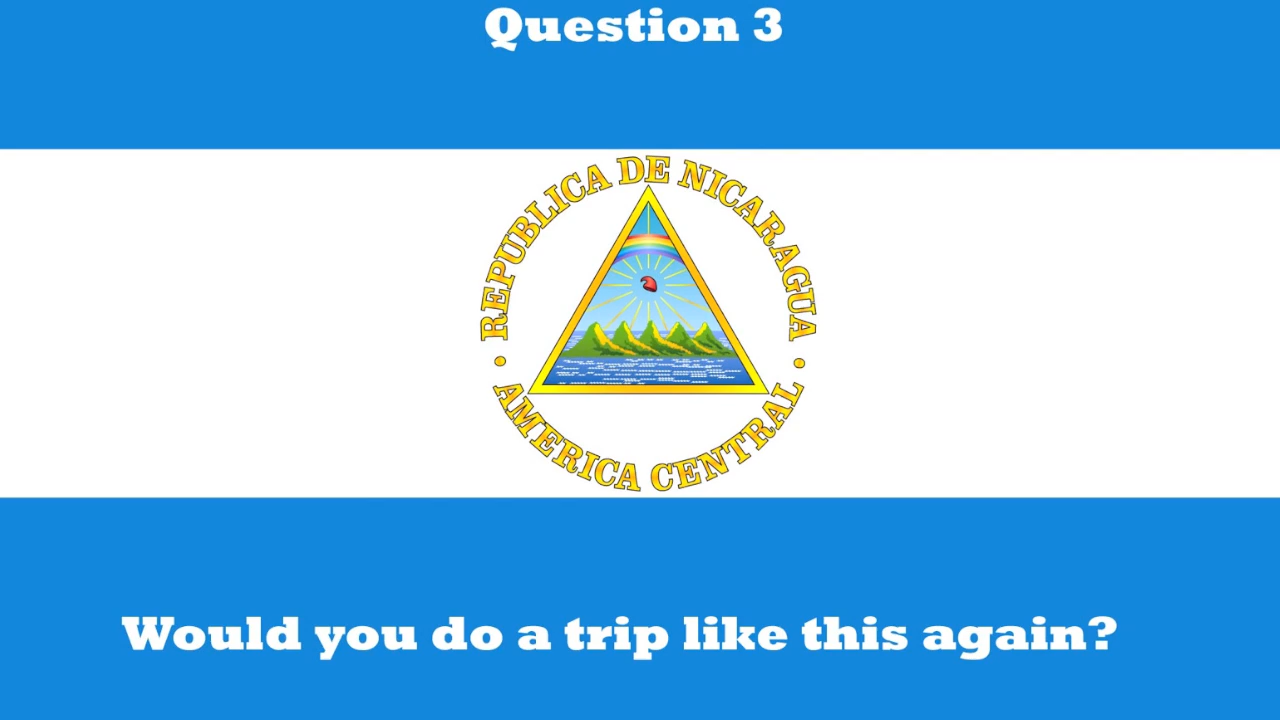 Question 3
REPUBLICA DE NICARAGUA
AMERICA CENTRAL
Would you do a trip like this again?